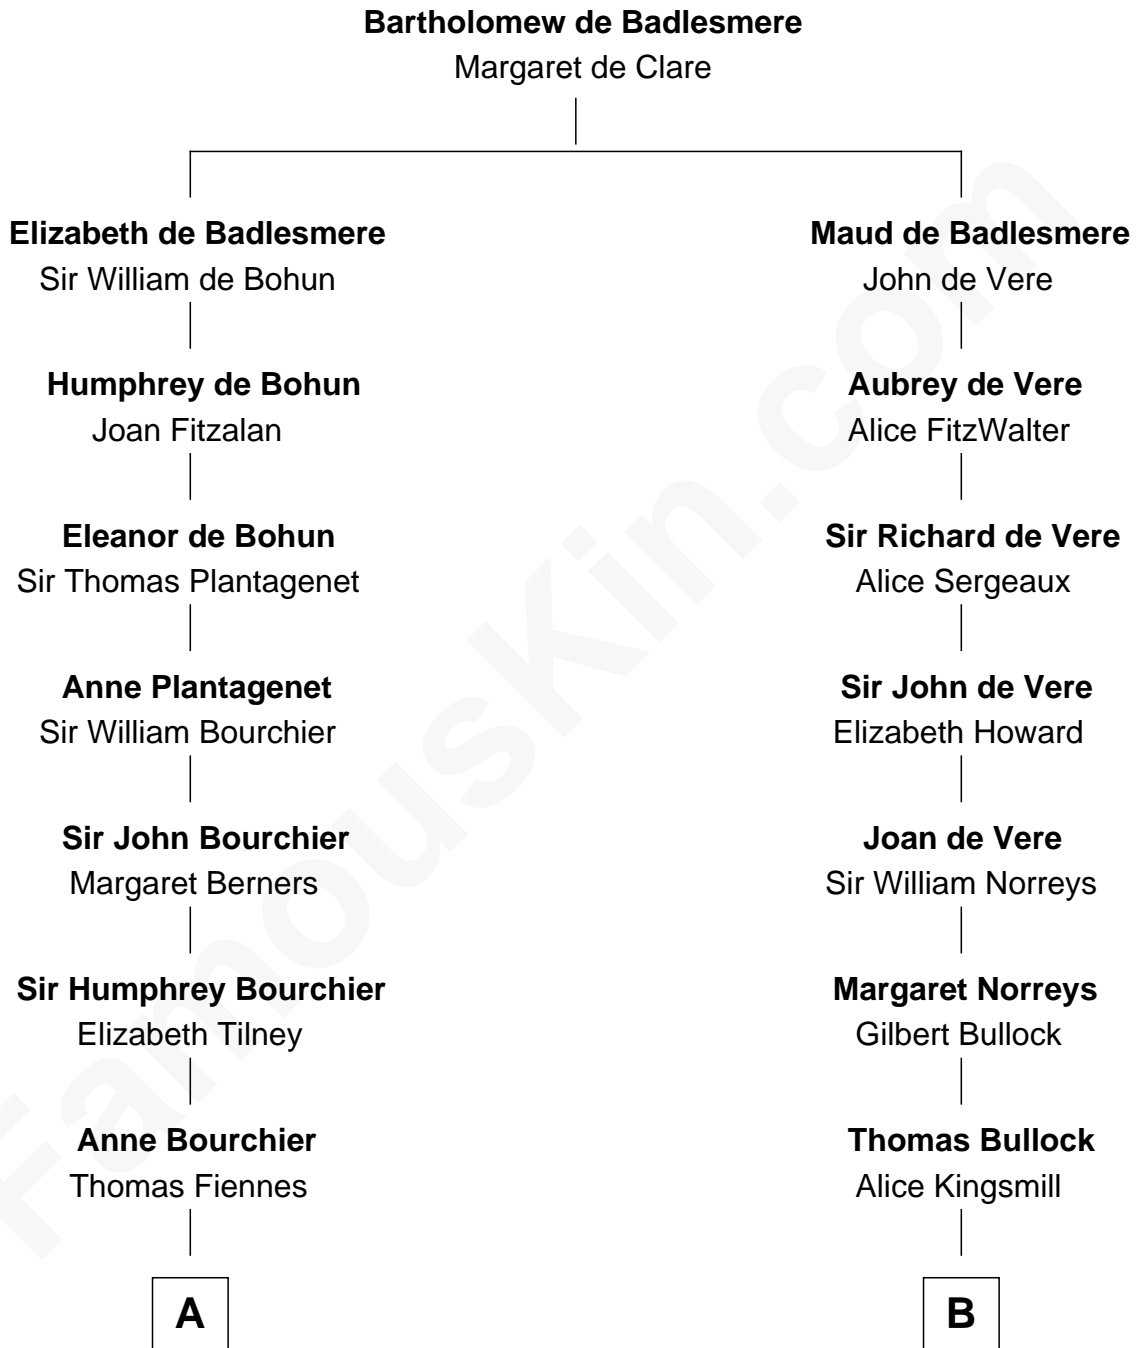 Bartholomew de Badlesmere
Margaret de Clare
Elizabeth de Badlesmere
Sir William de Bohun
Humphrey de Bohun
Joan Fitzalan
Eleanor de Bohun
Sir Thomas Plantagenet
Anne Plantagenet
Sir William Bourchier
Sir John Bourchier
Margaret Berners
Sir Humphrey Bourchier
Elizabeth Tilney
Anne Bourchier
Thomas Fiennes
A
Maud de Badlesmere
John de Vere
Aubrey de Vere
Alice FitzWalter
Sir Richard de Vere
Alice Sergeaux
Sir John de Vere
Elizabeth Howard
Joan de Vere
Sir William Norreys
Margaret Norreys
Gilbert Bullock
Thomas Bullock
Alice Kingsmill
B
FamousKin.com